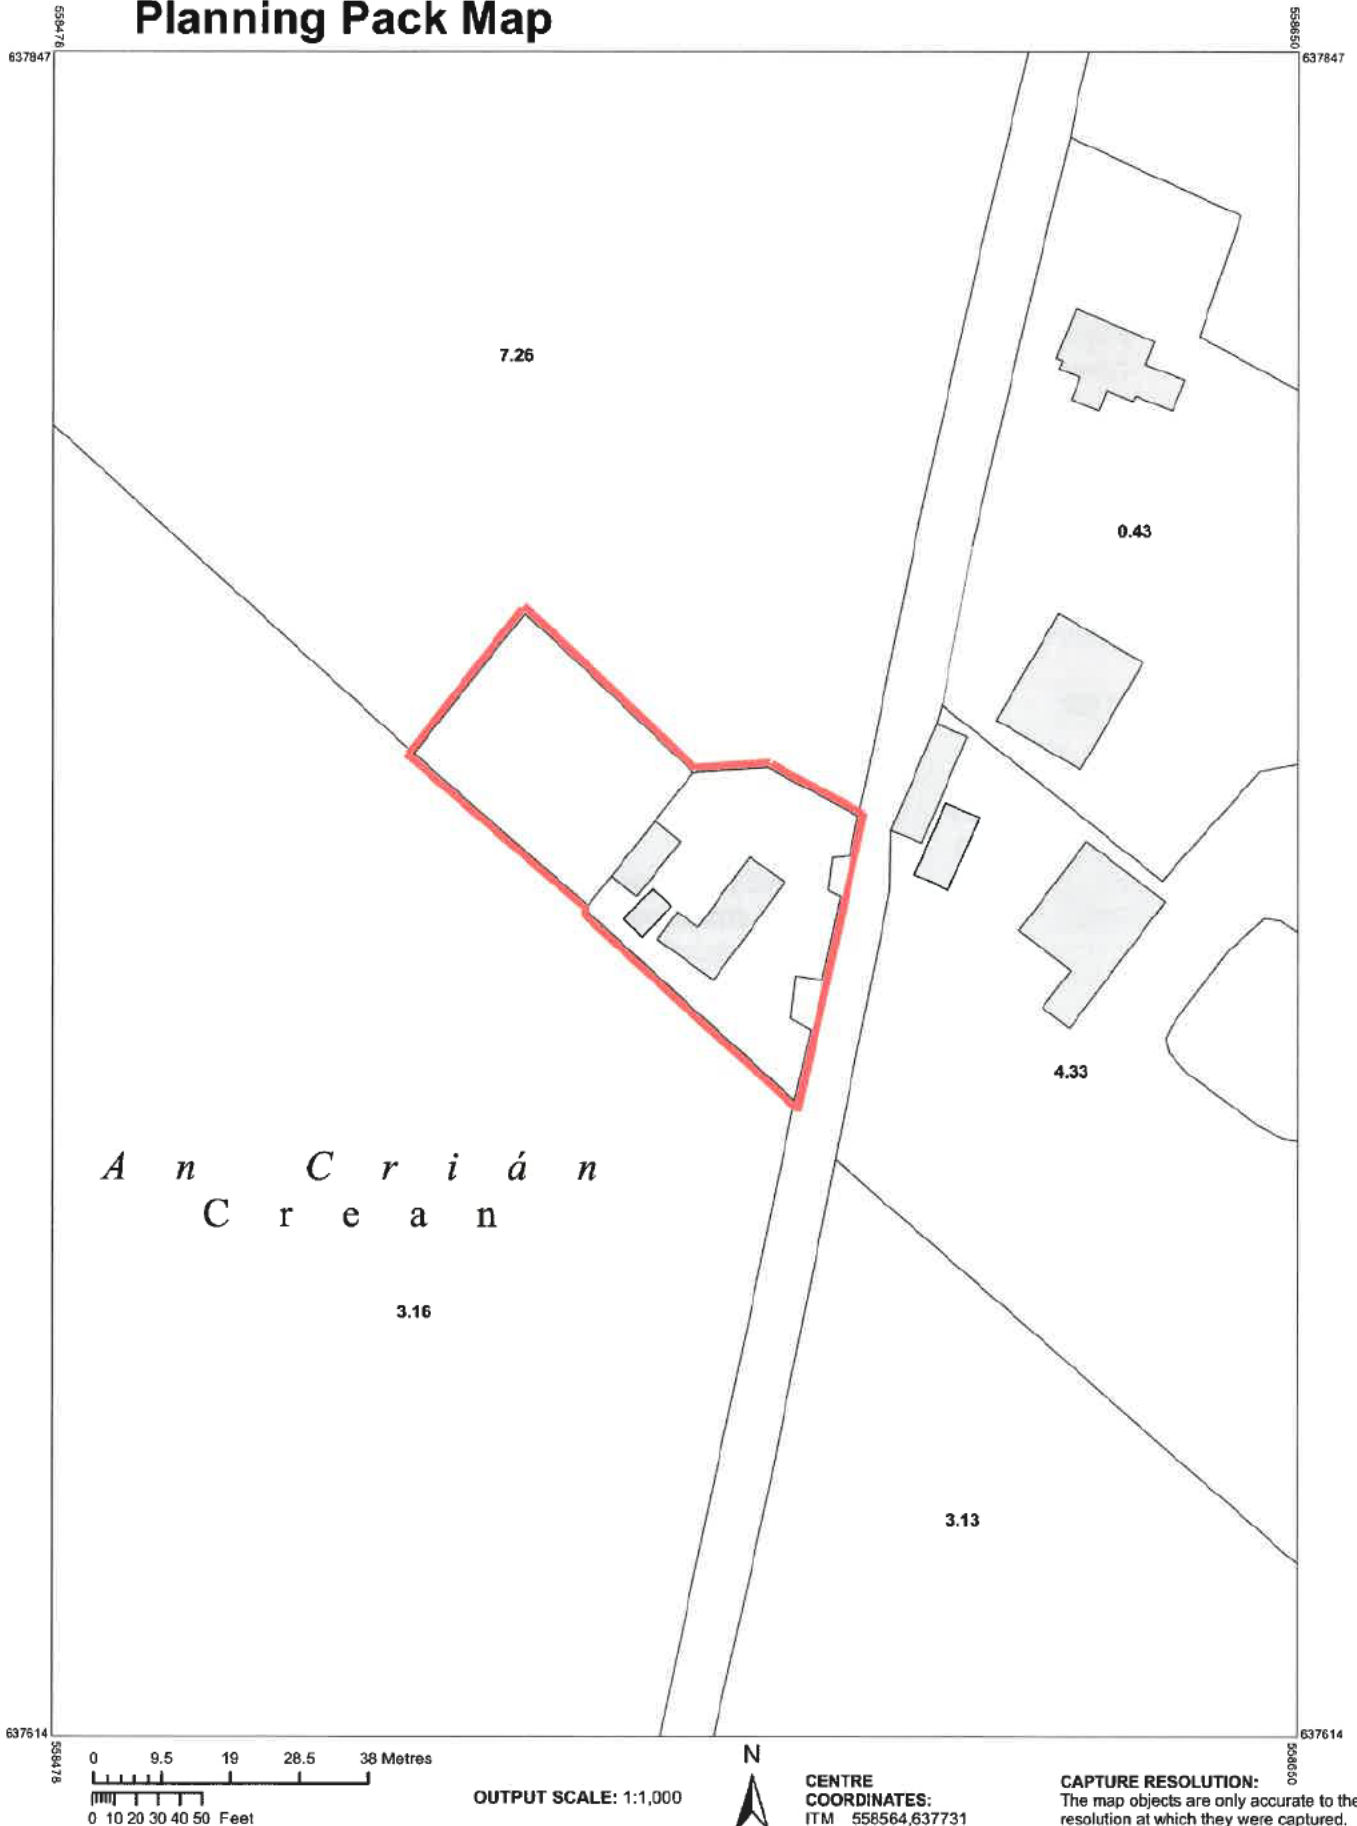 Planning Pack Map
558478
558650
637847
637847
7.26
0.43
4.33
An Crián
Crean
3.16
3.13
637614
637614
558478
558650
0 9.5 19 28.5 38 Metres
0 10 20 30 40 50 Feet
OUTPUT SCALE: 1:1,000
N
CENTRE
COORDINATES:
ITM 558564,637731
CAPTURE RESOLUTION:
The map objects are only accurate to the
resolution at which they were captured.